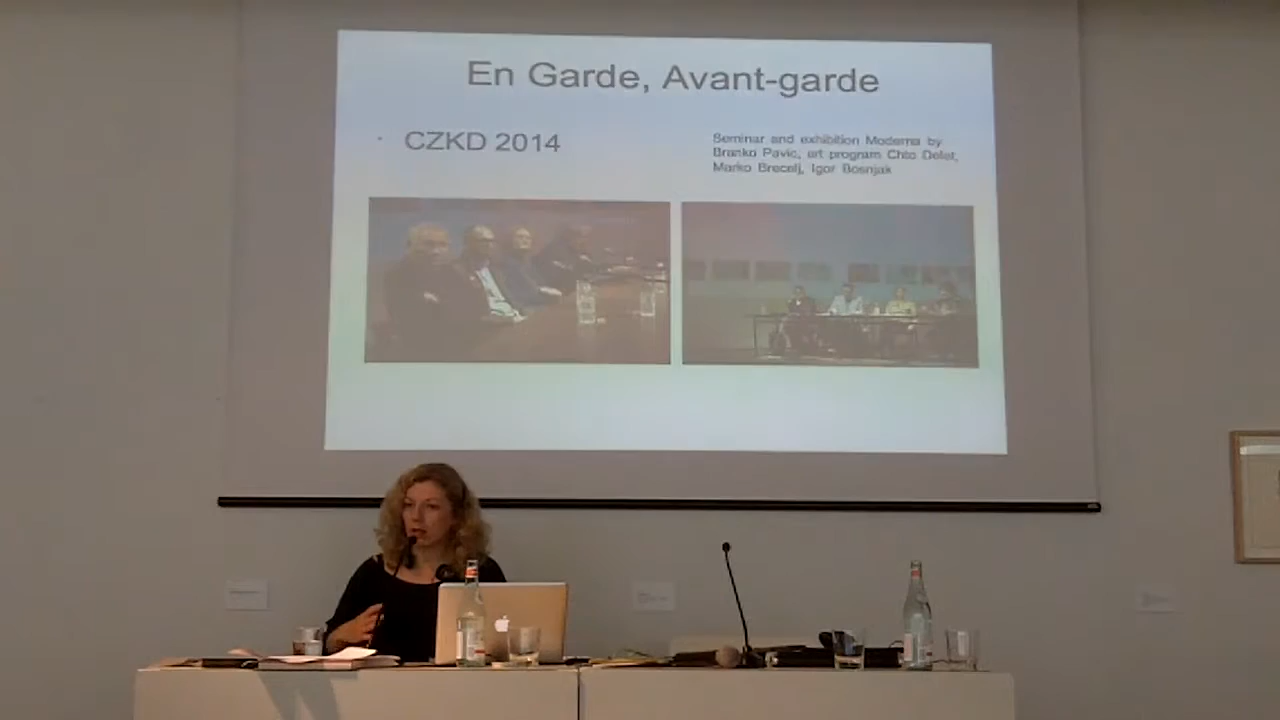 En Garde, Avant-garde
CZKD 2014
Seminar and exhibition Moderna by
Branko Pavic, art program Chto Delat,
Marko Brecelj, Igor Bosnjak